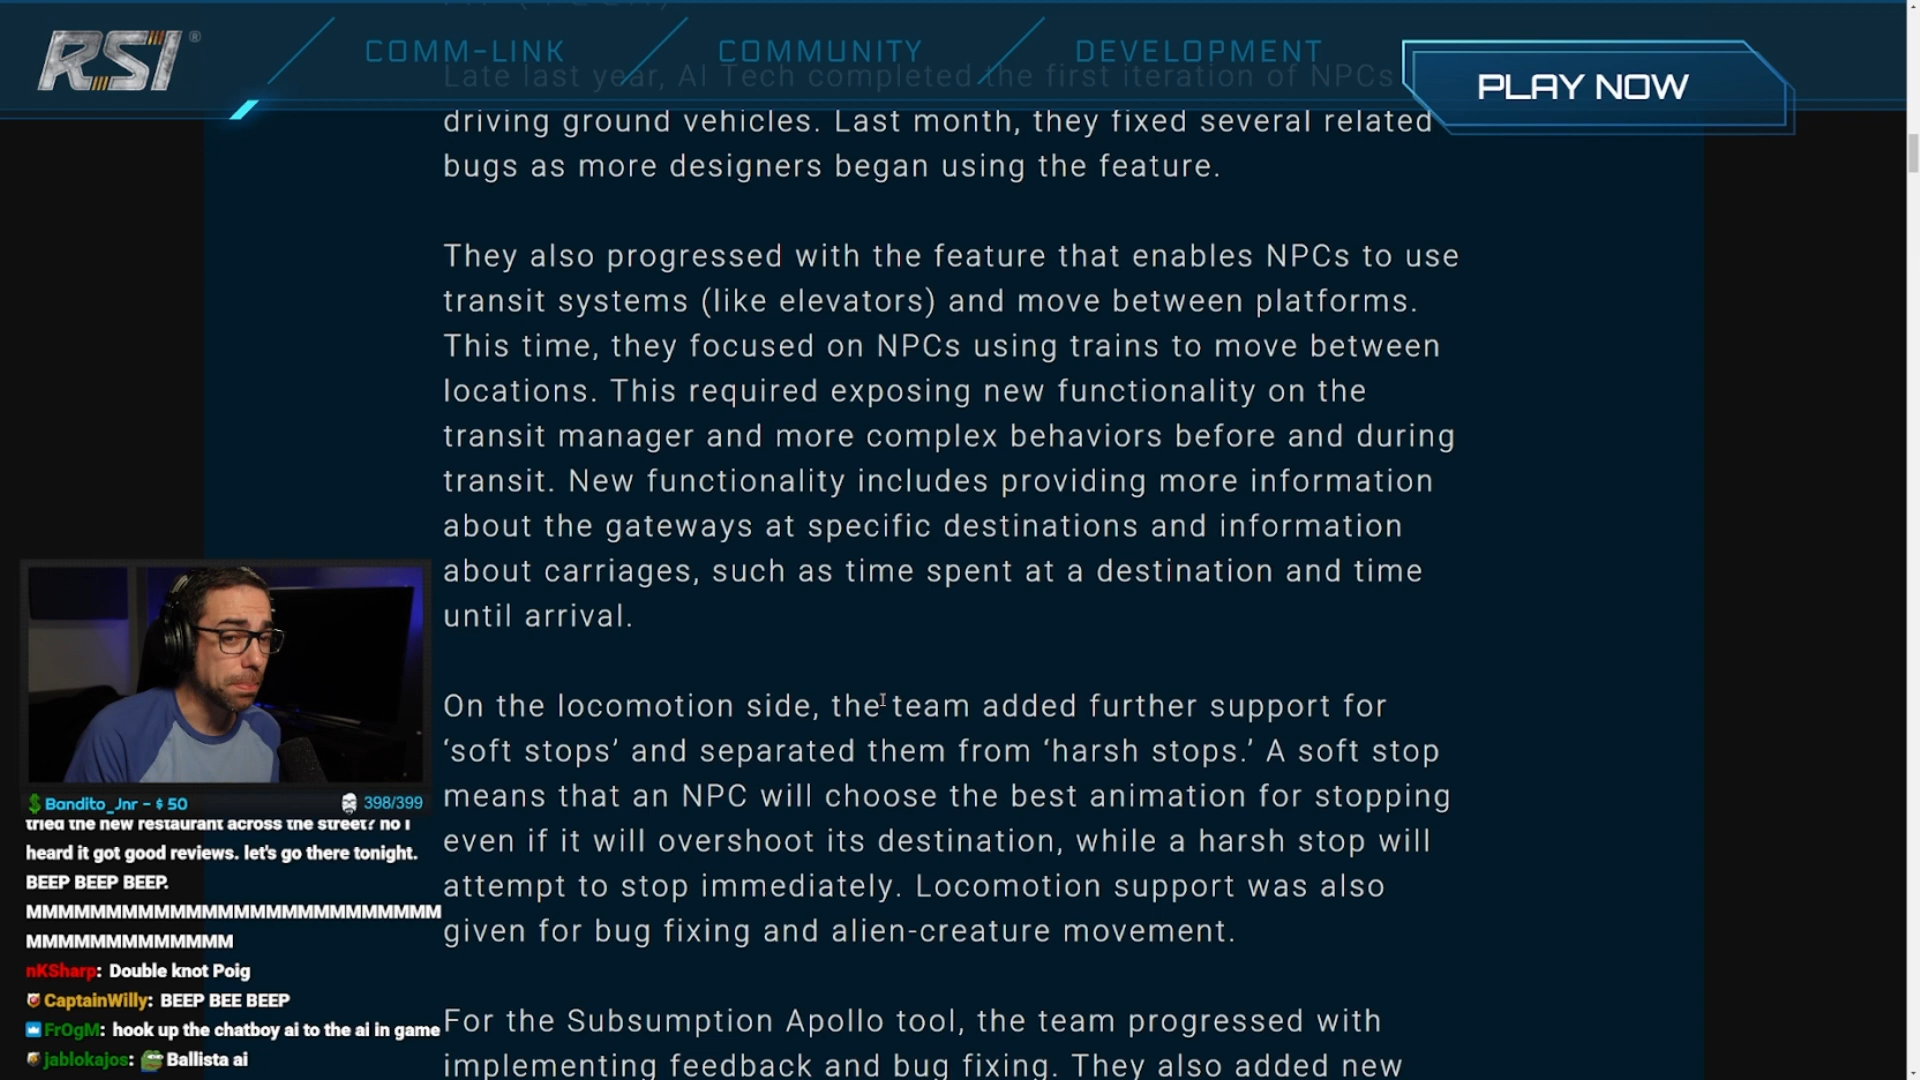 RSI ®
COMM-LINK
COMMUNITY
DEVELOPMENT
PLAY NOW
Late last year, AI Tech completed the first iteration of NPCs
driving ground vehicles. Last month, they fixed several related
bugs as more designers began using the feature.
They also progressed with the feature that enables NPCs to use
transit systems (like elevators) and move between platforms.
This time, they focused on NPCs using trains to move between
locations. This required exposing new functionality on the
transit manager and more complex behaviors before and during
transit. New functionality includes providing more information
about the gateways at specific destinations and information
about carriages, such as time spent at a destination and time
until arrival.
On the locomotion side, the team added further support for
‘soft stops’ and separated them from ‘harsh stops.’ A soft stop
means that an NPC will choose the best animation for stopping
even if it will overshoot its destination, while a harsh stop will
attempt to stop immediately. Locomotion support was also
given for bug fixing and alien-creature movement.
For the Subsumption Apollo tool, the team progressed with
implementing feedback and bug fixing. They also added new
Bandito_Jnr - $ 50
398/399
tried the new restaurant across the street? no I
heard it got good reviews. let's go there tonight.
BEEP BEEP BEEP.
MMMMMMMMMMMMMMMMMMMMMMMMMM
MMMMMMMMMMMMM
nKSharp: Double knot Poig
CaptainWilly: BEEP BEE BEEP
FrOgM: hook up the chatboy ai to the ai in game
jablokajos: Ballista ai